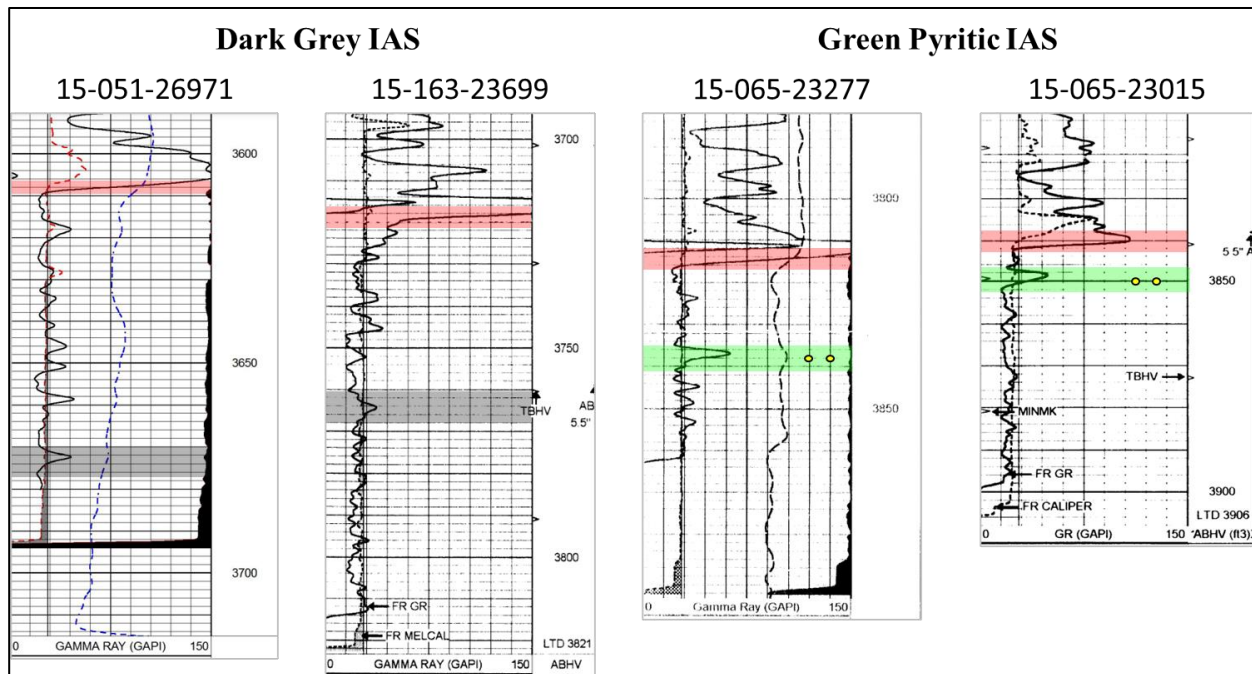 Dark Grey IAS
Green Pyritic IAS
15-051-26971
15-163-23699
15-065-23277
15-065-23015
3600
3650
3700
GAMMA RAY (GAPI) 150
3700
3750
TBHV
AB
5.5"
3800
FR GR
FR MELCAL
LTD 3821
0 GAMMA RAY (GAPI) 150 ABHV
3900
3850
0 Gamma Ray (GAPI) 150
5 5" A
3850
TBHV
MINMK
FR GR
3900
FR CALIPER
LTD 3906
0 GR (GAPI) 150 ABHV (ft3)